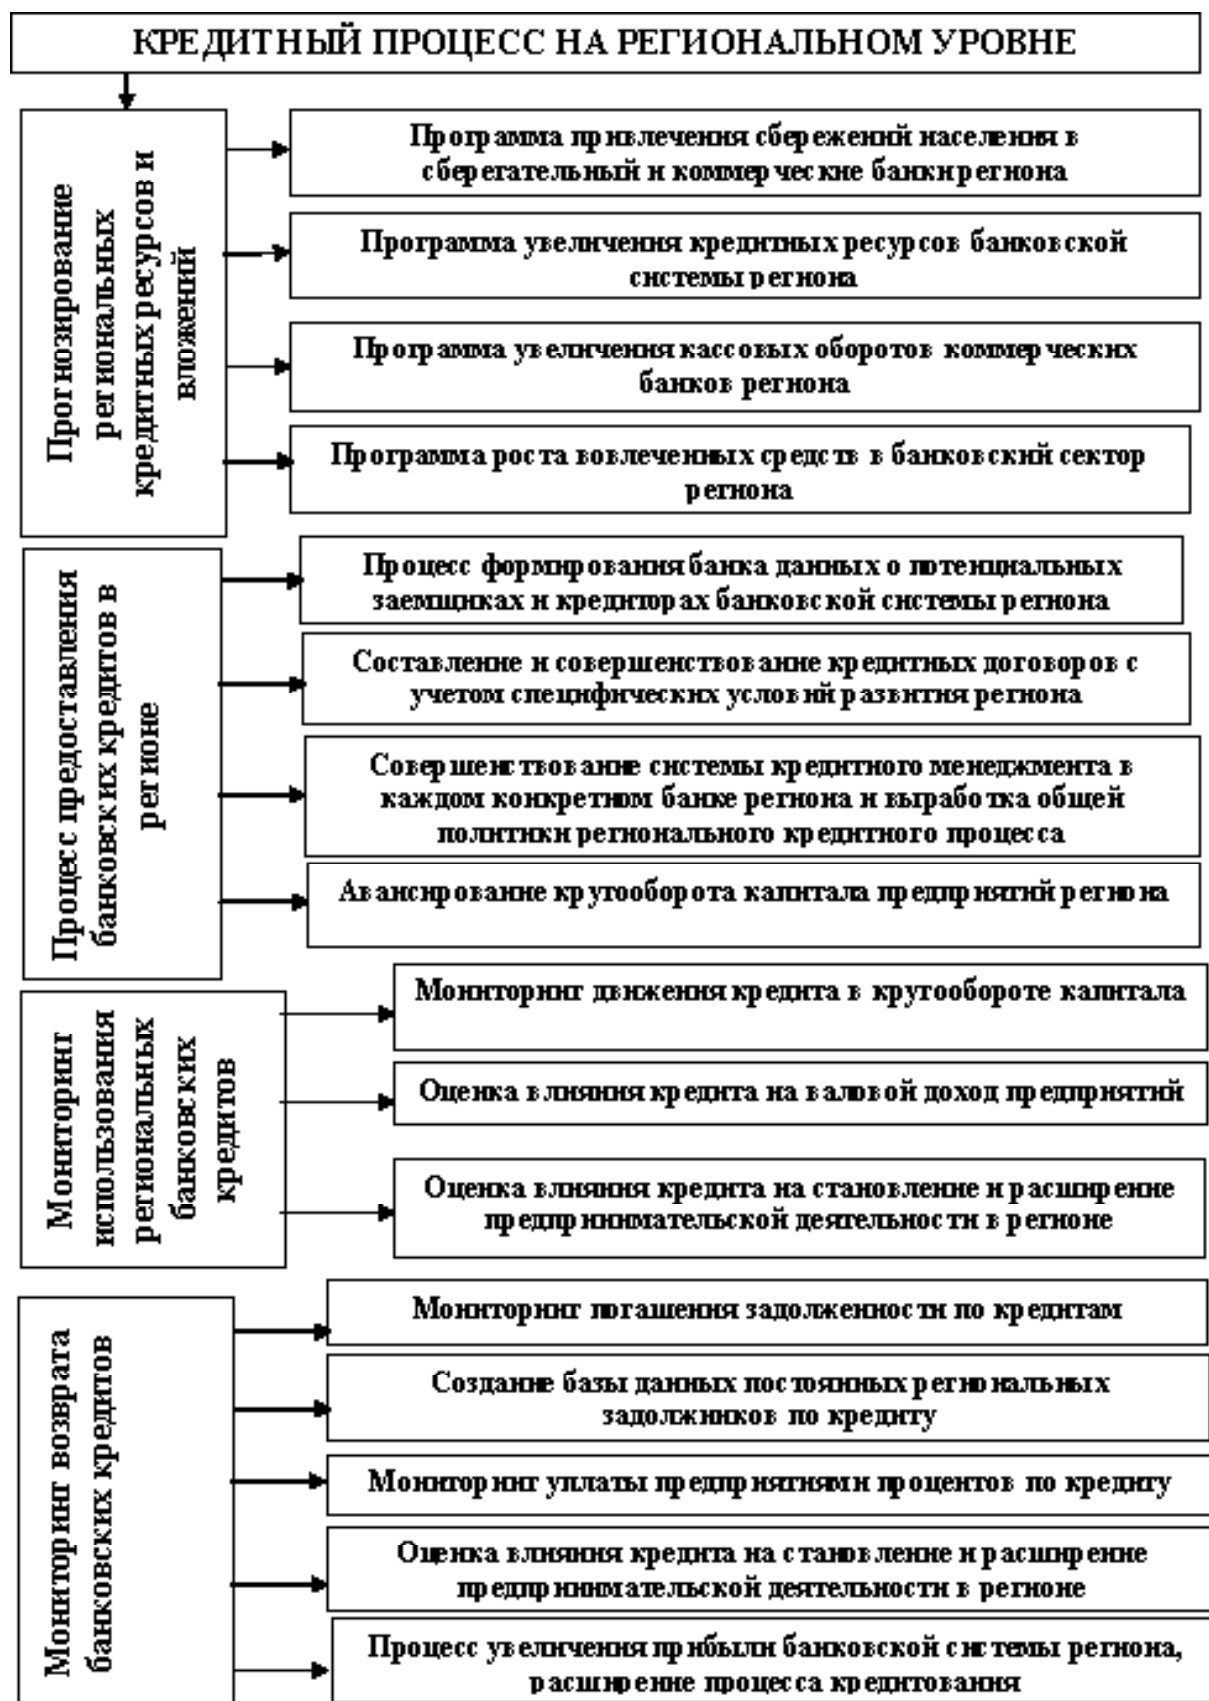 КРЕДИТНЫЙ ПРОЦЕСС НА РЕГИОНАЛЬНОМ УРОВНЕ
Прогнозирование
региональных
кредитных ресурсов и
вложений
Программа привлечения сбережений населения в
сберегательный и коммерческие банки региона
Программа увеличения кредитных ресурсов банковской
системы региона
Программа увеличения кассовых оборотов коммерческих
банков региона
Программа роста вовлеченных средств в банковский сектор
региона
Процесс предоставления
банковских кредитов в
регионе
Процесс формирования банка данных о потенциальных
заемщиках и кредиторах банковской системы региона
Составление и совершенствование кредитных договоров с
учетом специфических условий развития региона
Совершенствование системы кредитного менеджмента в
каждом конкретном банке региона и выработка общей
политики регионального кредитного процесса
Авансирование крутооборота капитала предприятий региона
Мониторинг
использования
региональных
банковских
кредитов
Мониторинг движения кредита в крутообороте капитала
Оценка влияния кредита на валовой доход предприятий
Оценка влияния кредита на становление и расширение
предпринимательской деятельности в регионе
Мониторинг возврата
банковских кредитов
Мониторинг погашения задолженности по кредитам
Создание базы данных постоянных региональных
задолжников по кредиту
Мониторинг уплаты предприятиями процентов по кредиту
Оценка влияния кредита на становление и расширение
предпринимательской деятельности в регионе
Процесс увеличения прибыли банковской системы региона,
расширение процесса кредитования